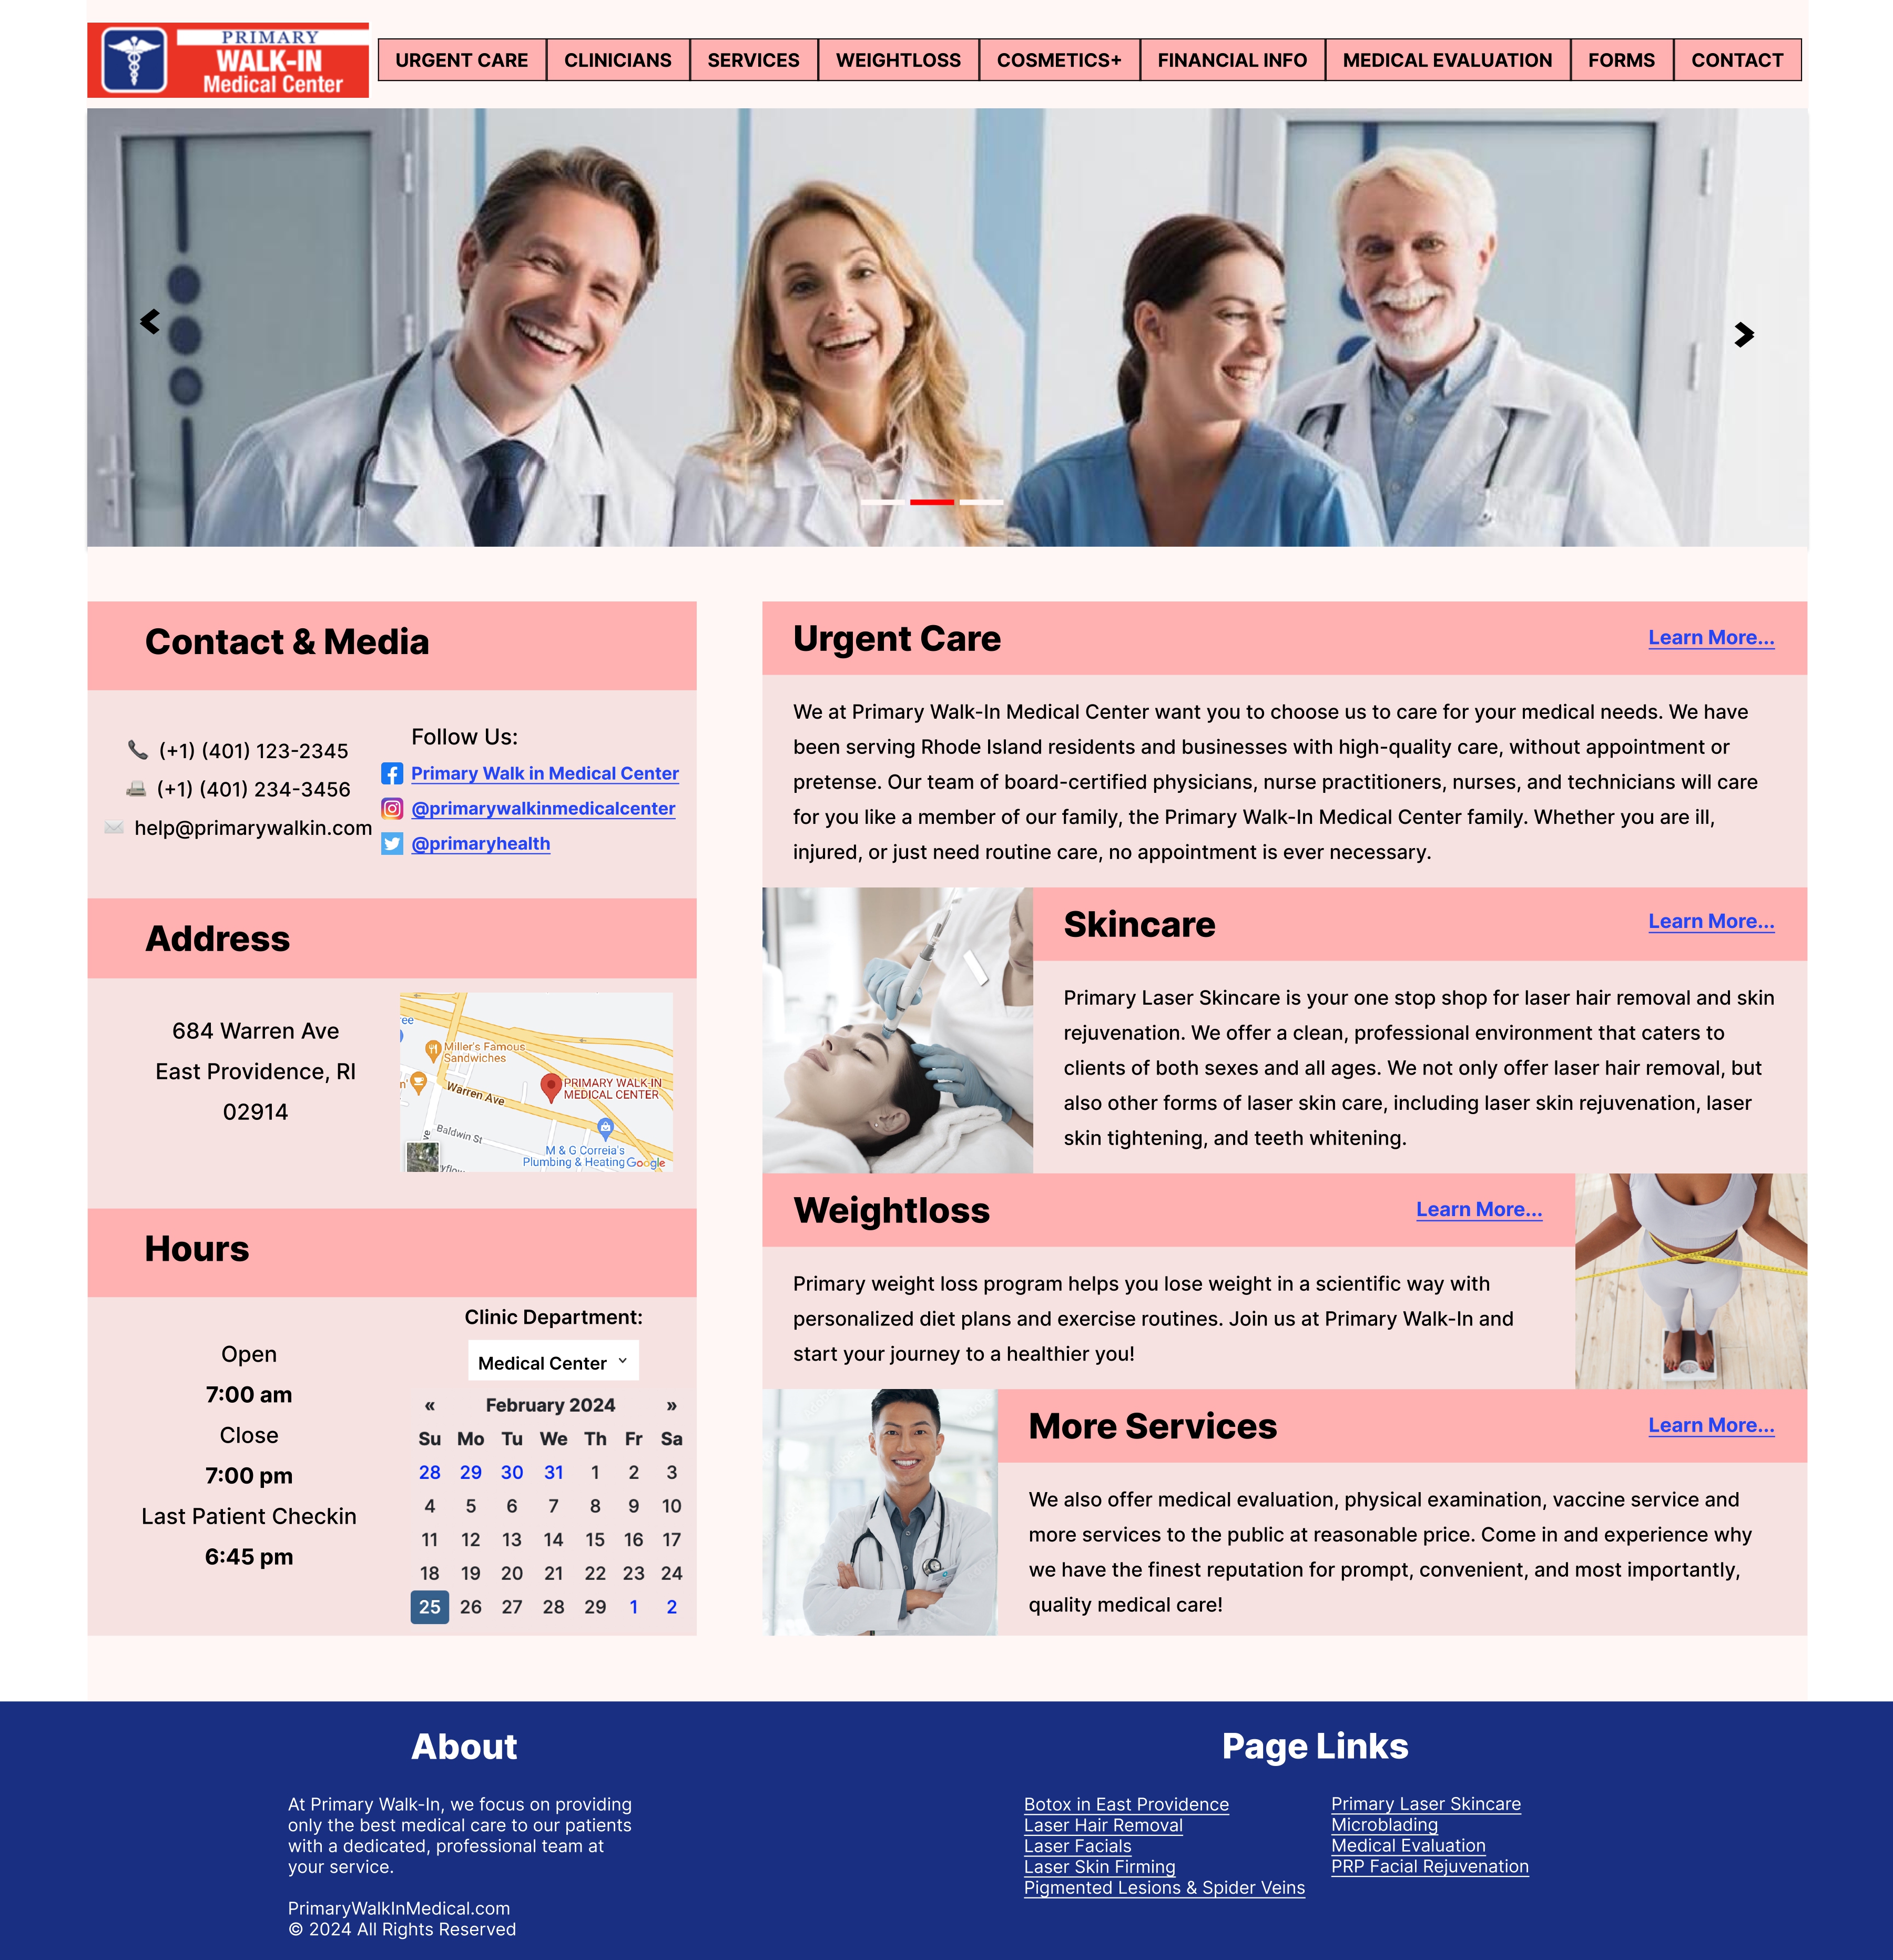 PRIMARY
WALK-IN
Medical Center
URGENT CARE
CLINICIANS
SERVICES
WEIGHTLOSS
COSMETICS+
FINANCIAL INFO
MEDICAL EVALUATION
FORMS
CONTACT
Contact & Media
(+1) (401) 123-2345
(+1) (401) 234-3456
help@primarywalkin.com
Follow Us:
Primary Walk in Medical Center
@primarywalkinmedicalcenter
@primaryhealth
Address
684 Warren Ave
East Providence, RI
02914
ree
Miller's Famous
Sandwiches
n'
Warren Ave
PRIMARY WALK-IN
MEDICAL CENTER
Baldwin St
ve
M & G Correia's
Plumbing & Heating
Google
Hours
Open
7:00 am
Close
7:00 pm
Last Patient Checkin
6:45 pm
Clinic Department:
Medical Center
« February 2024 »
Su Mo Tu We Th Fr Sa
28 29 30 31 1 2 3
4 5 6 7 8 9 10
11 12 13 14 15 16 17
18 19 20 21 22 23 24
25 26 27 28 29 1 2
Urgent Care
Learn More...
We at Primary Walk-In Medical Center want you to choose us to care for your medical needs. We have
been serving Rhode Island residents and businesses with high-quality care, without appointment or
pretense. Our team of board-certified physicians, nurse practitioners, nurses, and technicians will care
for you like a member of our family, the Primary Walk-In Medical Center family. Whether you are ill,
injured, or just need routine care, no appointment is ever necessary.
Skincare
Learn More...
Primary Laser Skincare is your one stop shop for laser hair removal and skin
rejuvenation. We offer a clean, professional environment that caters to
clients of both sexes and all ages. We not only offer laser hair removal, but
also other forms of laser skin care, including laser skin rejuvenation, laser
skin tightening, and teeth whitening.
Weightloss
Learn More...
Primary weight loss program helps you lose weight in a scientific way with
personalized diet plans and exercise routines. Join us at Primary Walk-In and
start your journey to a healthier you!
More Services
Learn More...
We also offer medical evaluation, physical examination, vaccine service and
more services to the public at reasonable price. Come in and experience why
we have the finest reputation for prompt, convenient, and most importantly,
quality medical care!
About
At Primary Walk-In, we focus on providing
only the best medical care to our patients
with a dedicated, professional team at
your service.
PrimaryWalkInMedical.com
© 2024 All Rights Reserved
Page Links
Botox in East Providence
Laser Hair Removal
Laser Facials
Laser Skin Firming
Pigmented Lesions & Spider Veins
Primary Laser Skincare
Microblading
Medical Evaluation
PRP Facial Rejuvenation